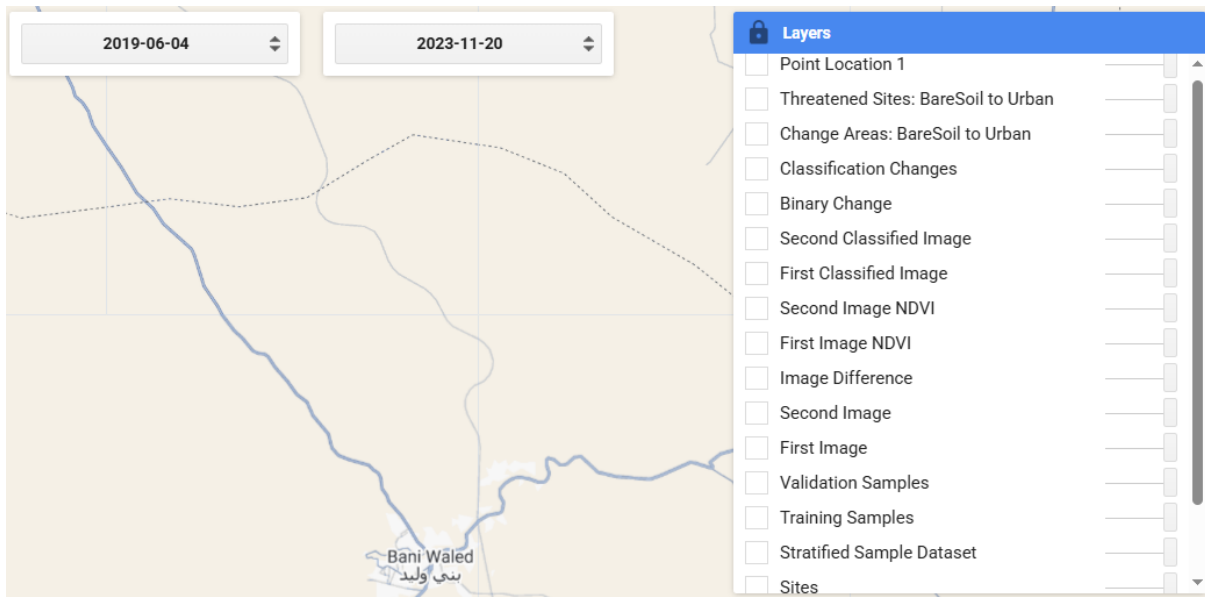 2019-06-04
2023-11-20
Layers
Point Location 1
Threatened Sites: BareSoil to Urban
Change Areas: BareSoil to Urban
Classification Changes
Binary Change
Second Classified Image
First Classified Image
Second Image NDVI
First Image NDVI
Image Difference
Second Image
First Image
Validation Samples
Training Samples
Stratified Sample Dataset
Sites
Bani Waled
بني وليد